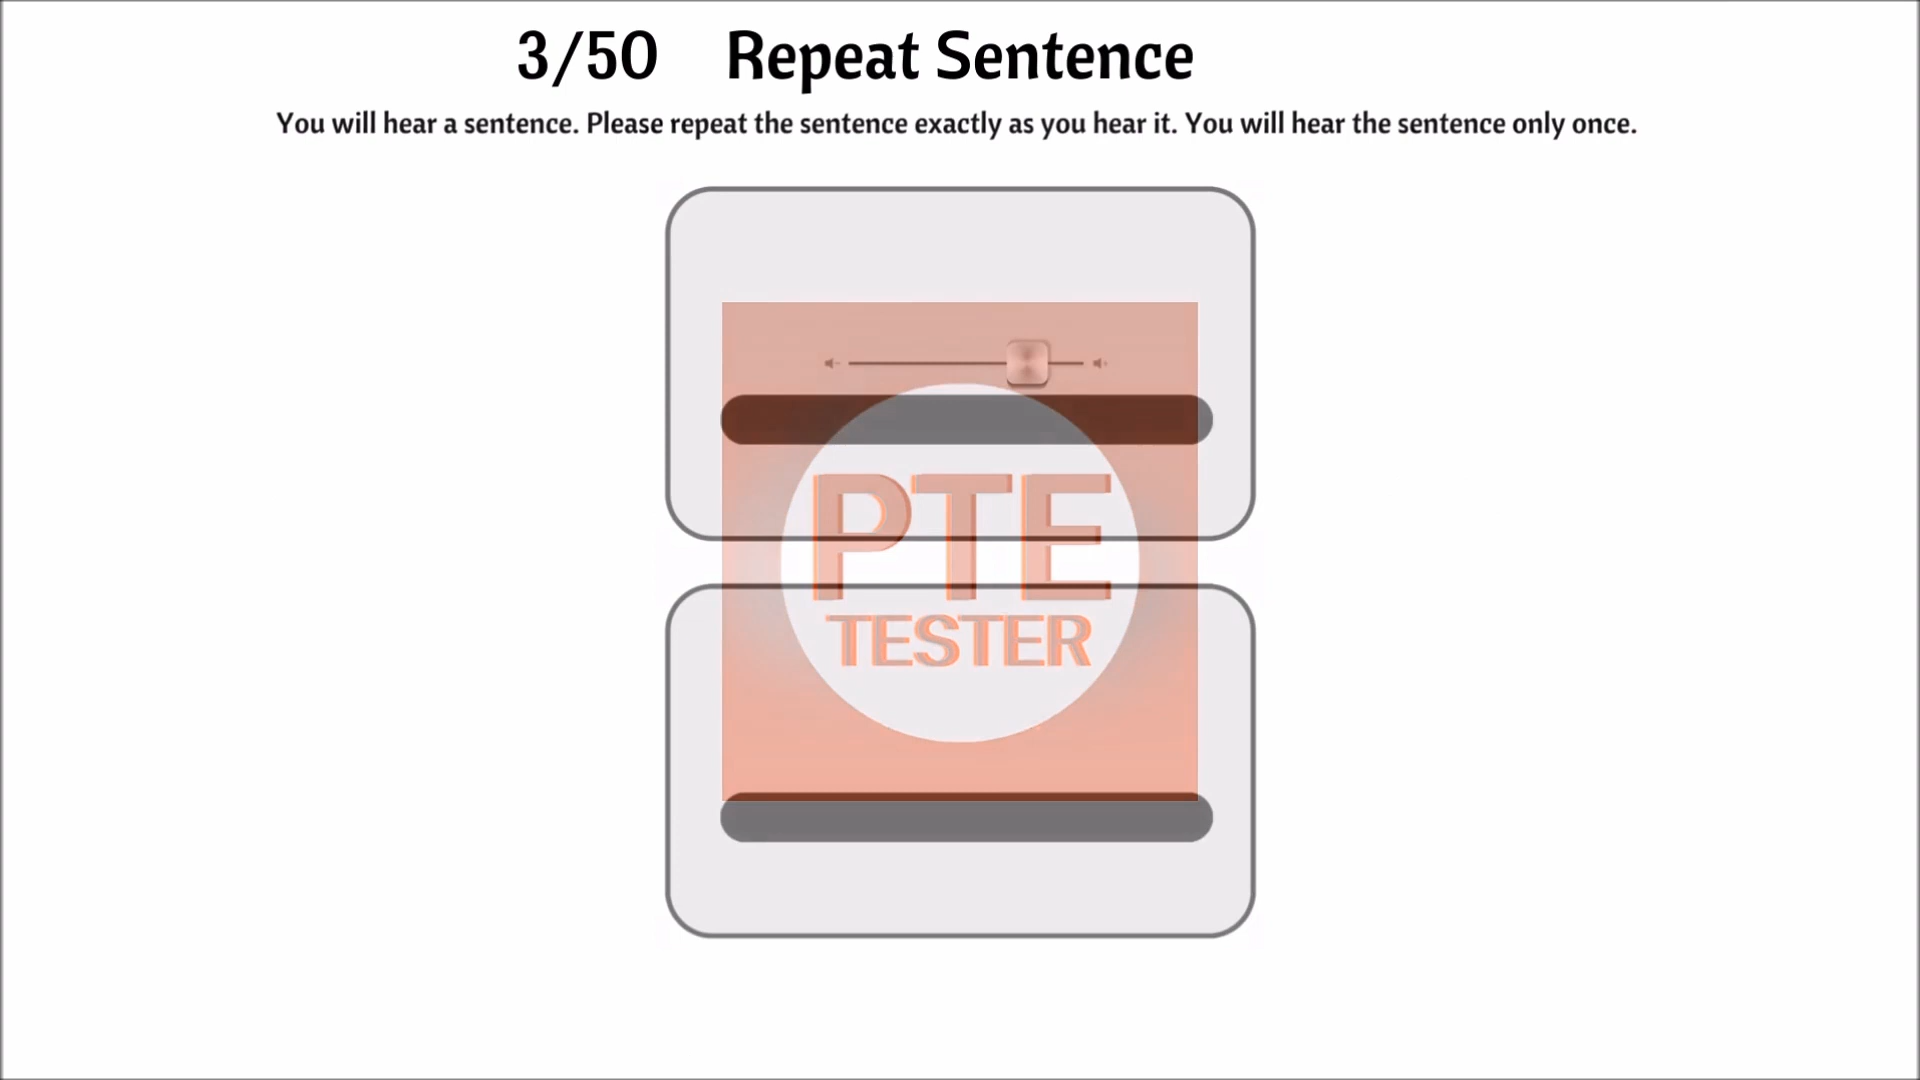 3/50 Repeat Sentence
You will hear a sentence. Please repeat the sentence exactly as you hear it. You will hear the sentence only once.
PTE
TESTER